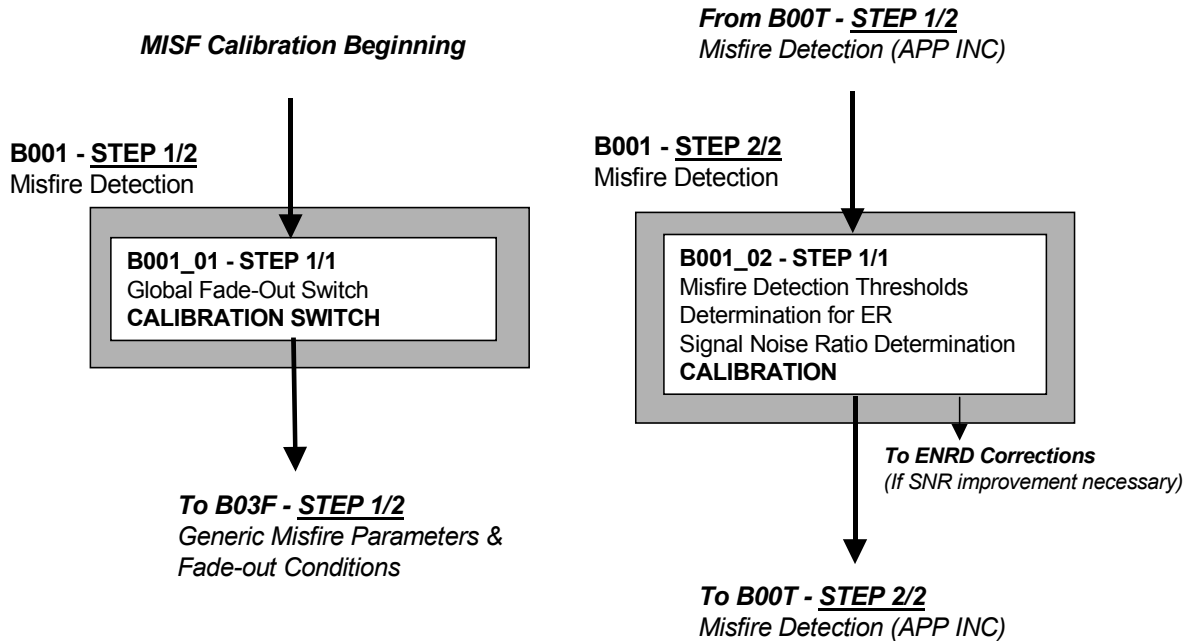 MISF Calibration Beginning
B001 - STEP 1/2
Misfire Detection
B001_01 - STEP 1/1
Global Fade-Out Switch
CALIBRATION SWITCH
To B03F - STEP 1/2
Generic Misfire Parameters &
Fade-out Conditions
From B00T - STEP 1/2
Misfire Detection (APP INC)
B001 - STEP 2/2
Misfire Detection
B001_02 - STEP 1/1
Misfire Detection Thresholds
Determination for ER
Signal Noise Ratio Determination
CALIBRATION
To ENRD Corrections
(If SNR improvement necessary)
To B00T - STEP 2/2
Misfire Detection (APP INC)